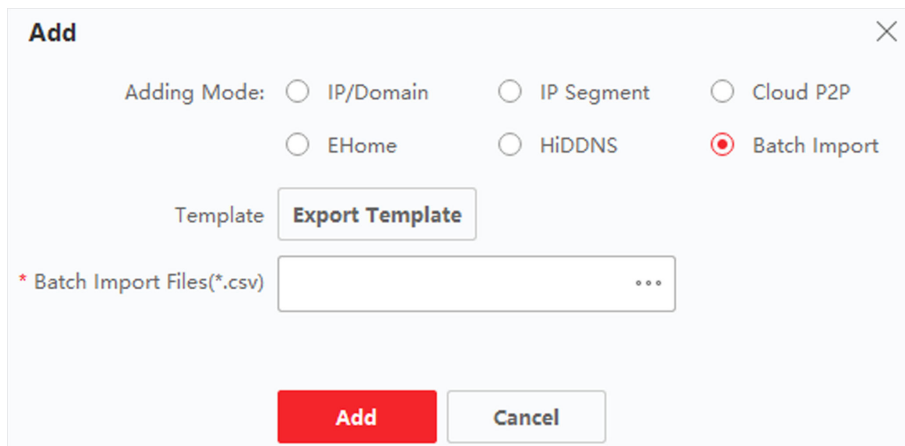 Add
Adding Mode: IP/Domain IP Segment Cloud P2P
EHome HiDDNS Batch Import
Template Export Template
* Batch Import Files(*.csv)
Add Cancel